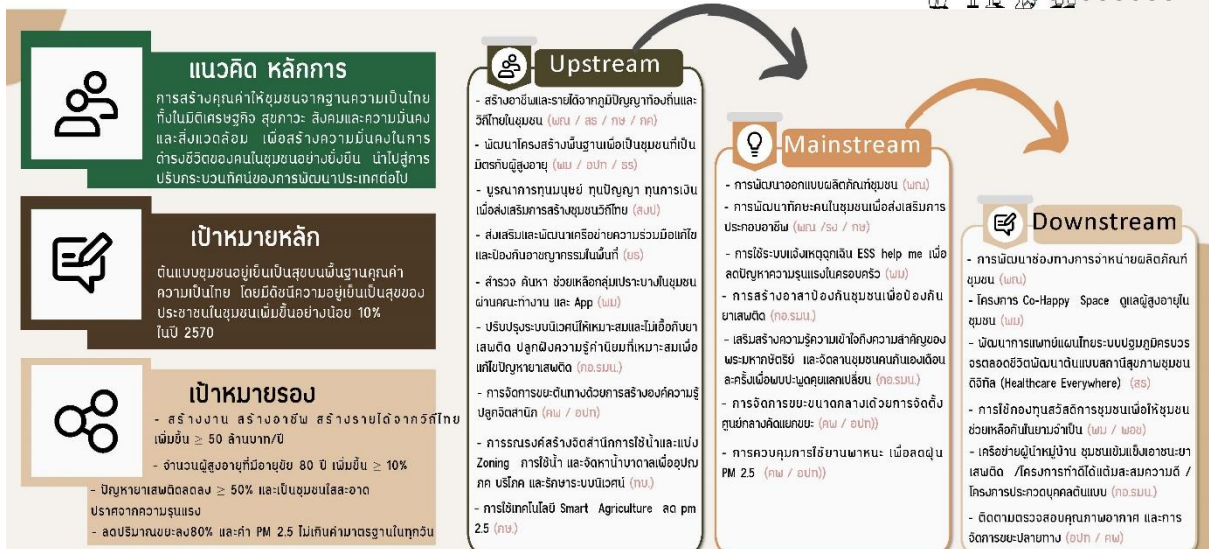 แนวคิด หลักการ
การสร้างคุณค่าให้ชุมชนจากฐานความเป็นไทย
ทั้งในมิติเศรษฐกิจ สุขภาวะ สังคมและความมั่นคง
และสิ่งแวดล้อม เพื่อสร้างความมั่นคงในการ
ดำรงชีวิตของคนในชุมชนอย่างยั่งยืน นำไปสู่การ
ปรับกระบวนทัศน์ของการพัฒนาประเทศต่อไป
เป้าหมายหลัก
ต้นแบบชุมชนอยู่เย็นเป็นสุขบนพื้นฐานคุณค่า
ความเป็นไทย โดยมีดัชนีความอยู่เย็นเป็นสุขของ
ประชาชนในชุมชนเพิ่มขึ้นอย่างน้อย 10%
ในปี 2570
เป้าหมายรอง
- สร้างงาน สร้างอาชีพ สร้างรายได้จากวิถีไทย
เพิ่มขึ้น ≥ 50 ล้านบาท/ปี
- จำนวนผู้สูงอายุที่มีอายุขัย 80 ปี เพิ่มขึ้น ≥ 10%
- ปัญหายาเสพติดลดลง ≥ 50% และเป็นชุมชนใสสะอาด
ปราศจากความรุนแรง
- ลดปริมาณขยะลง80% และค่า PM 2.5 ไม่เกินค่ามาตรฐานในทุกวัน
Upstream
- สร้างอาชีพและรายได้จากภูมิปัญญาท้องถิ่นและ
วิถีไทยในชุมชน (พณ / สธ / กษ / กค)
- พัฒนาโครงสร้างพื้นฐานเพื่อเป็นชุมชนที่เป็น
มิตรกับผู้สูงอายุ (พม / อปท / ธร)
- บูรณาการทุนมนุษย์ ทุนปัญญา ทุนการเงิน
เพื่อส่งเสริมการสร้างชุมชนวิถีไทย (สงป)
- ส่งเสริมและพัฒนาเครือข่ายความร่วมมือแก้ไข
และป้องกันอาชญากรรมในพื้นที่ (ยธ)
- สำรวจ ค้นหา ช่วยเหลือกลุ่มเปราะบางในชุมชน
ผ่านคณะทำงาน และ App (พม)
- ปรับปรุงระบบนิเวศน์ให้เหมาะสมและไม่เอื้อกับยา
เสพติด ปลูกฝังความรู้ค่านิยมที่เหมาะสมเพื่อ
แก้ไขปัญหายาเสพติด (กอ.รมน.)
- การจัดการขยะต้นทางด้วยการสร้างองค์ความรู้
ปลูกจิตสำนึก (คพ / อปท)
- การรณรงค์สร้างจิตสำนึกการใช้น้ำและแบ่ง
Zoning การใช้น้ำ และจัดหาน้ำบาดาลเพื่ออุปโภ
ภค บริโภค และรักษาระบบนิเวศน์ (ทบ.)
- การใช้เทคโนโลยี Smart Agriculture ลด pm
2.5 (กษ.)
Mainstream
- การพัฒนาออกแบบผลิตภัณฑ์ชุมชน (พณ)
- การพัฒนาทักษะคนในชุมชนเพื่อส่งเสริมการ
ประกอบอาชีพ (พณ /รง / กษ)
- การใช้ระบบแจ้งเหตุฉุกเฉิน ESS help me เพื่อ
ลดปัญหาความรุนแรงในครอบครัว (พม)
- การสร้างอาสาป้องกันชุมชนเพื่อป้องกัน
ยาเสพติด (กอ.รมน.)
- เสริมสร้างความรู้ความเข้าใจถึงความสำคัญของ
พระมหากษัตริย์ และจัดลานชุมชนคนกันเองเดือน
ละครั้งเพื่อพบปะพูดคุยแลกเปลี่ยน (กอ.รมน.)
- การจัดการขยะขนาดกลางด้วยการจัดตั้ง
ศูนย์กลางคัดแยกขยะ (คพ / อปท))
- การควบคุมการใช้ยานพาหนะ เพื่อลดฝุ่น
PM 2.5 (คพ / อปท))
Downstream
- การพัฒนาช่องทางการจำหน่ายผลิตภัณฑ์
ชุมชน (พณ)
- โครงการ Co-Happy Space ดูแลผู้สูงอายุใน
ชุมชน (พม)
- พัฒนาการแพทย์แผนไทยระบบปฐมภูมิครบวร
จรตลอดชีวิตพัฒนาต้นแบบสถานีสุขภาพชุมชน
ดิจิทัล (Healthcare Everywhere) (สธ)
- การใช้กองทุนสวัสดิการชุมชนเพื่อให้ชุมชน
ช่วยเหลือกันในยามจำเป็น (พม / พอช)
- เครือข่ายผู้นำหมู่บ้าน ชุมชนเข้มแข็งเอาชนะยา
เสพติด /โครงการทำดีได้แต้มสะสมความดี /
โครงการประกวดบุคคลต้นแบบ (กอ.รมน.)
- ติดตามตรวจสอบคุณภาพอากาศ และการ
จัดการขยะปลายทาง (อปท / คพ)